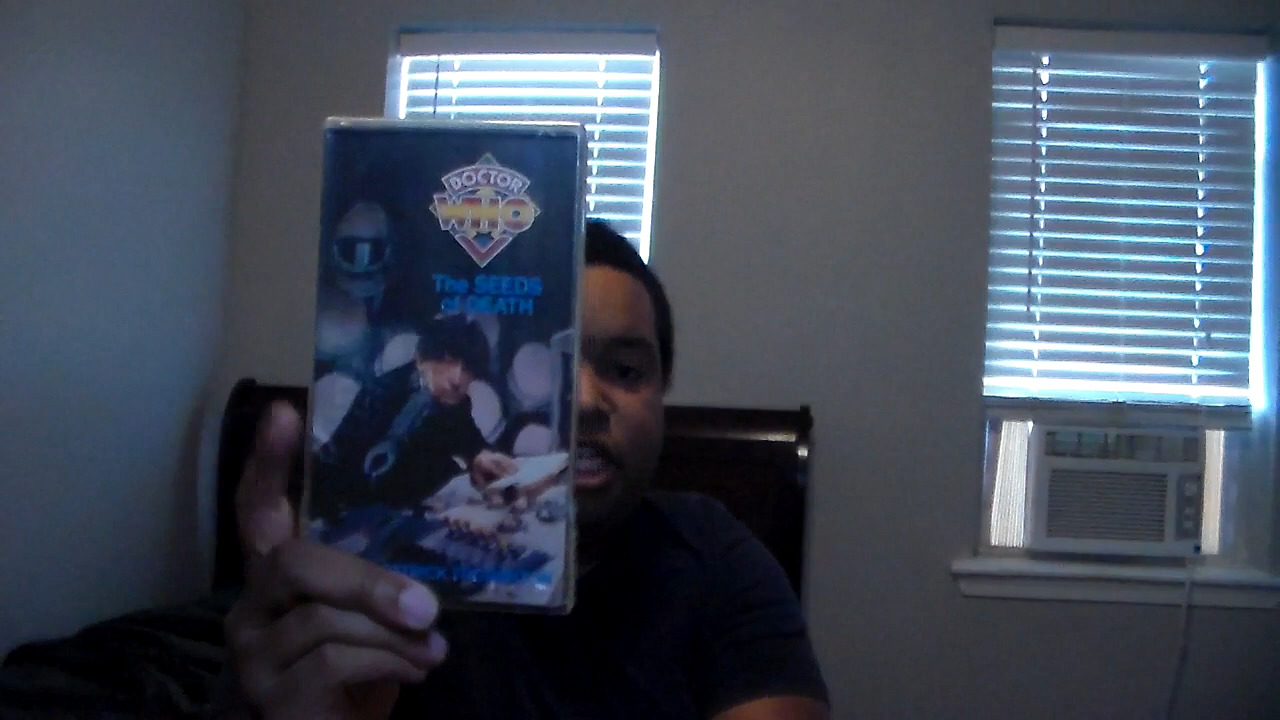 DOCTOR
WHO
The SEEDS
of DEATH